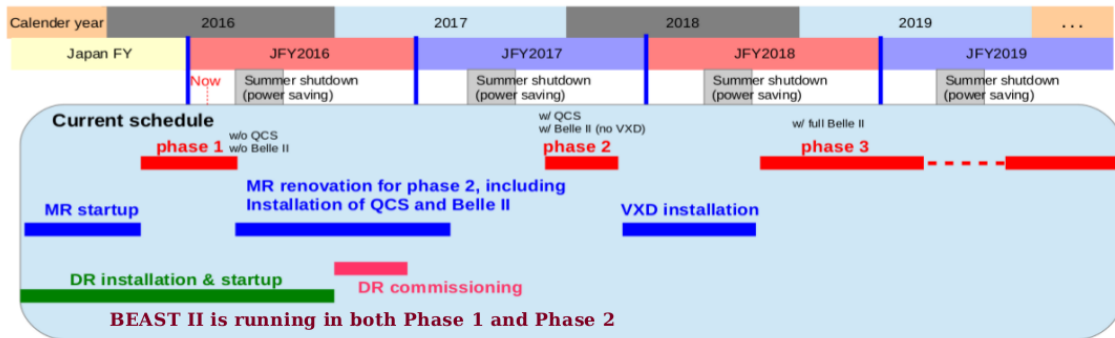 Calender year 2016 2017 2018 2019 ...
Japan FY JFY2016 JFY2017 JFY2018 JFY2019
Now
Summer shutdown
(power saving)
Summer shutdown
(power saving)
Summer shutdown
(power saving)
Summer shutdown
(power saving)
Current schedule
phase 1
w/o QCS
w/o Belle II
w/ QCS
w/ Belle II (no VXD)
phase 2
w/ full Belle II
phase 3
MR startup
MR renovation for phase 2, including
Installation of QCS and Belle II
VXD installation
DR installation & startup
DR commissioning
BEAST II is running in both Phase 1 and Phase 2